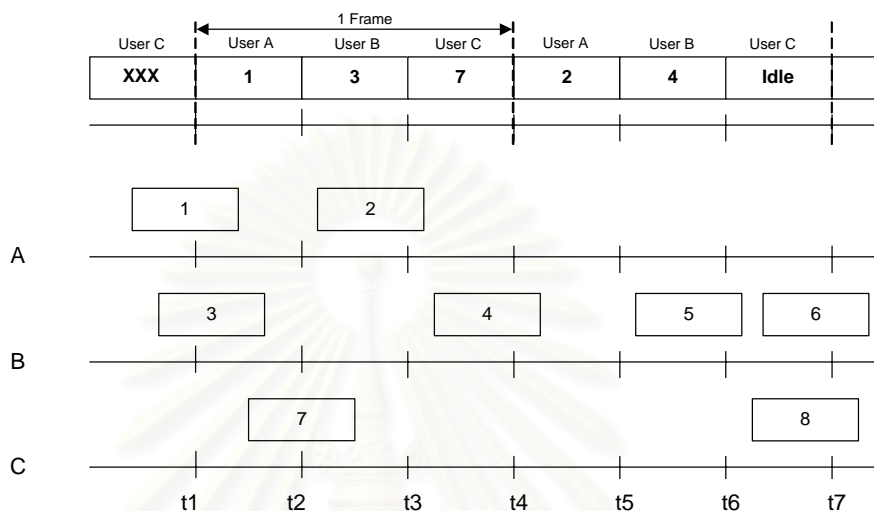 1 Frame
User C User A User B User C User A User B User C
XXX 1 3 7 2 4 Idle
1 2
A
3 4 5 6
B
7 8
C
t1 t2 t3 t4 t5 t6 t7